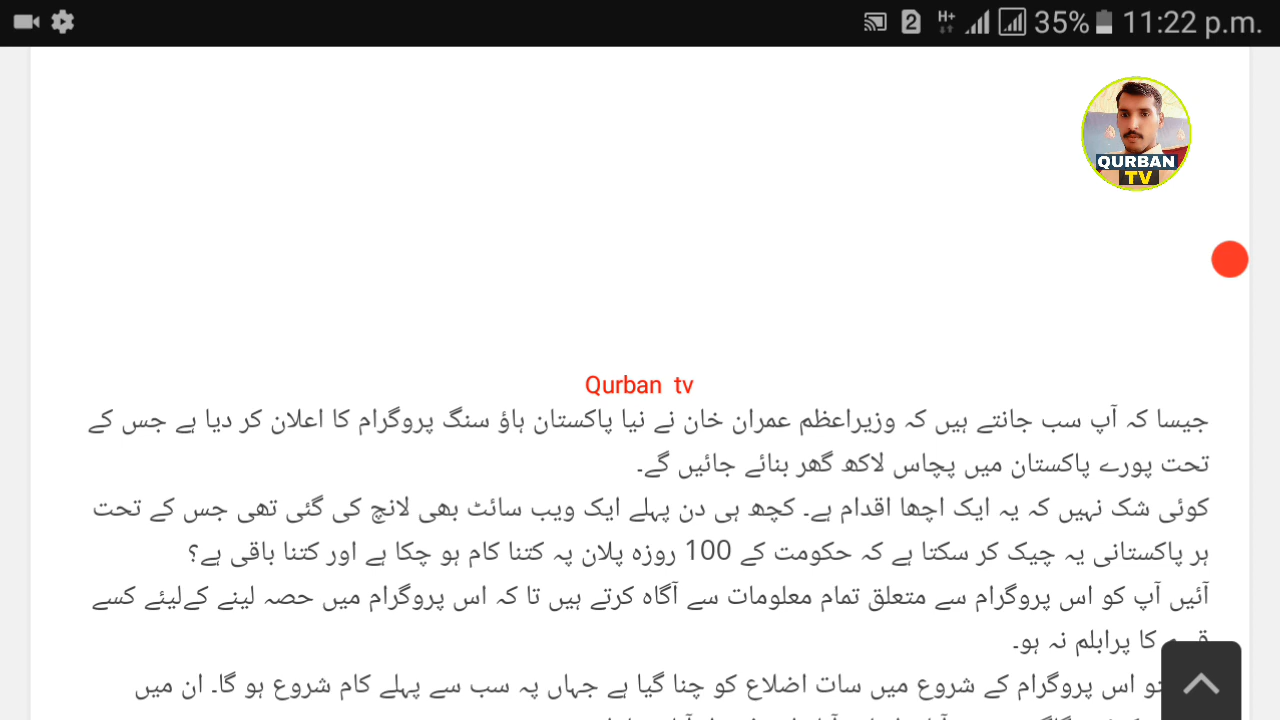 2 H+ 35% 11:22 p.m.
QURBAN
TV
Qurban tv
جیسا کہ آپ سب جانتے ہیں کہ وزیراعظم عمران خان نے نیا پاکستان ہاؤ سنگ پروگرام کا اعلان کر دیا ہے جس کے
تحت پورے پاکستان میں پچاس لاکھ گھر بنائے جائیں گے۔
کوئی شک نہیں کہ یہ ایک اچھا اقدام ہے۔ کچھ ہی دن پہلے ایک ویب سائٹ بھی لانچ کی گئی تھی جس کے تحت
ہر پاکستانی یہ چیک کر سکتا ہے کہ حکومت کے 100 روزہ پلان پہ کتنا کام ہو چکا ہے اور کتنا باقی ہے؟
آئیں آپ کو اس پروگرام سے متعلق تمام معلومات سے آگاہ کرتے ہیں تا کہ اس پروگرام میں حصہ لینے کےلیئے کسے
کا پرابلم نہ ہو۔
تو اس پروگرام کے شروع میں سات اضلاع کو چنا گیا ہے جہاں پہ سب سے پہلے کام شروع ہو گا۔ ان میں